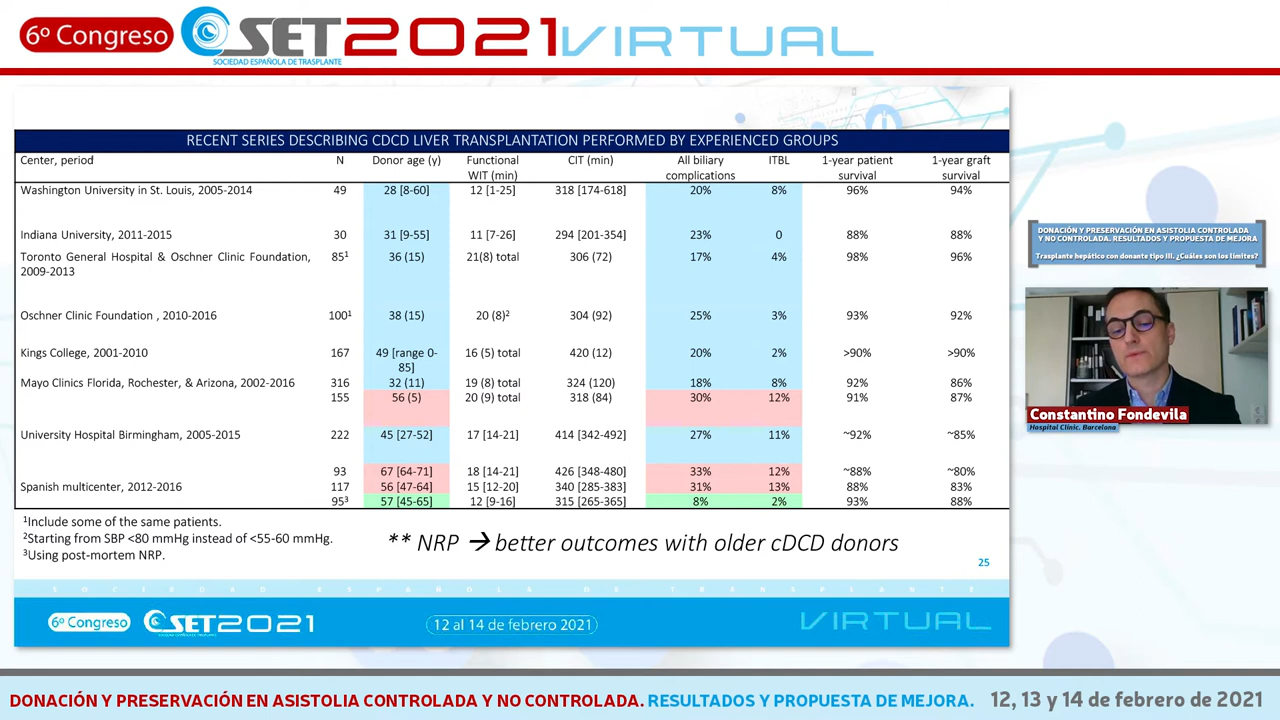 6º Congreso
SET2021 VIRTUAL
SOCIEDAD ESPAÑOLA DE TRASPLANTE
RECENT SERIES DESCRIBING CDCD LIVER TRANSPLANTATION PERFORMED BY EXPERIENCED GROUPS
Center, period N Donor age (y) Functional WIT (min) CIT (min) All biliary complications ITBL 1-year patient survival 1-year graft survival
Washington University in St. Louis, 2005-2014 49 28 [8-60] 12 [1-25] 318 [174-618] 20% 8% 96% 94%
Indiana University, 2011-2015 30 31 [9-55] 11 [7-26] 294 [201-354] 23% 0 88% 88%
Toronto General Hospital & Oschner Clinic Foundation, 2009-2013 85¹ 36 (15) 21(8) total 306 (72) 17% 4% 98% 96%
Oschner Clinic Foundation , 2010-2016 100¹ 38 (15) 20 (8)² 304 (92) 25% 3% 93% 92%
Kings College, 2001-2010 167 49 [range 0-85] 16 (5) total 420 (12) 20% 2% >90% >90%
Mayo Clinics Florida, Rochester, & Arizona, 2002-2016 316 32 (11) 19 (8) total 324 (120) 18% 8% 92% 86%
155 56 (5) 20 (9) total 318 (84) 30% 12% 91% 87%
University Hospital Birmingham, 2005-2015 222 45 [27-52] 17 [14-21] 414 [342-492] 27% 11% ~92% ~85%
93 67 [64-71] 18 [14-21] 426 [348-480] 33% 12% ~88% ~80%
Spanish multicenter, 2012-2016 117 56 [47-64] 15 [12-20] 340 [285-383] 31% 13% 88% 83%
95³ 57 [45-65] 12 [9-16] 315 [265-365] 8% 2% 93% 88%
¹Include some of the same patients.
²Starting from SBP <80 mmHg instead of <55-60 mmHg.
³Using post-mortem NRP.
** NRP → better outcomes with older cDCD donors
25
SOCIEDAD ESPAÑOLA DE TRASPLANTE
6º Congreso SET2021
12 al 14 de febrero 2021
VIRTUAL
DONACIÓN Y PRESERVACIÓN EN ASISTOLIA CONTROLADA
Y NO CONTROLADA. RESULTADOS Y PROPUESTA DE MEJORA
Trasplante hepático con donante tipo III. ¿Cuáles son los límites?
Constantino Fondevila
Hospital Clínic. Barcelona
DONACIÓN Y PRESERVACIÓN EN ASISTOLIA CONTROLADA Y NO CONTROLADA. RESULTADOS Y PROPUESTA DE MEJORA. 12, 13 y 14 de febrero de 2021